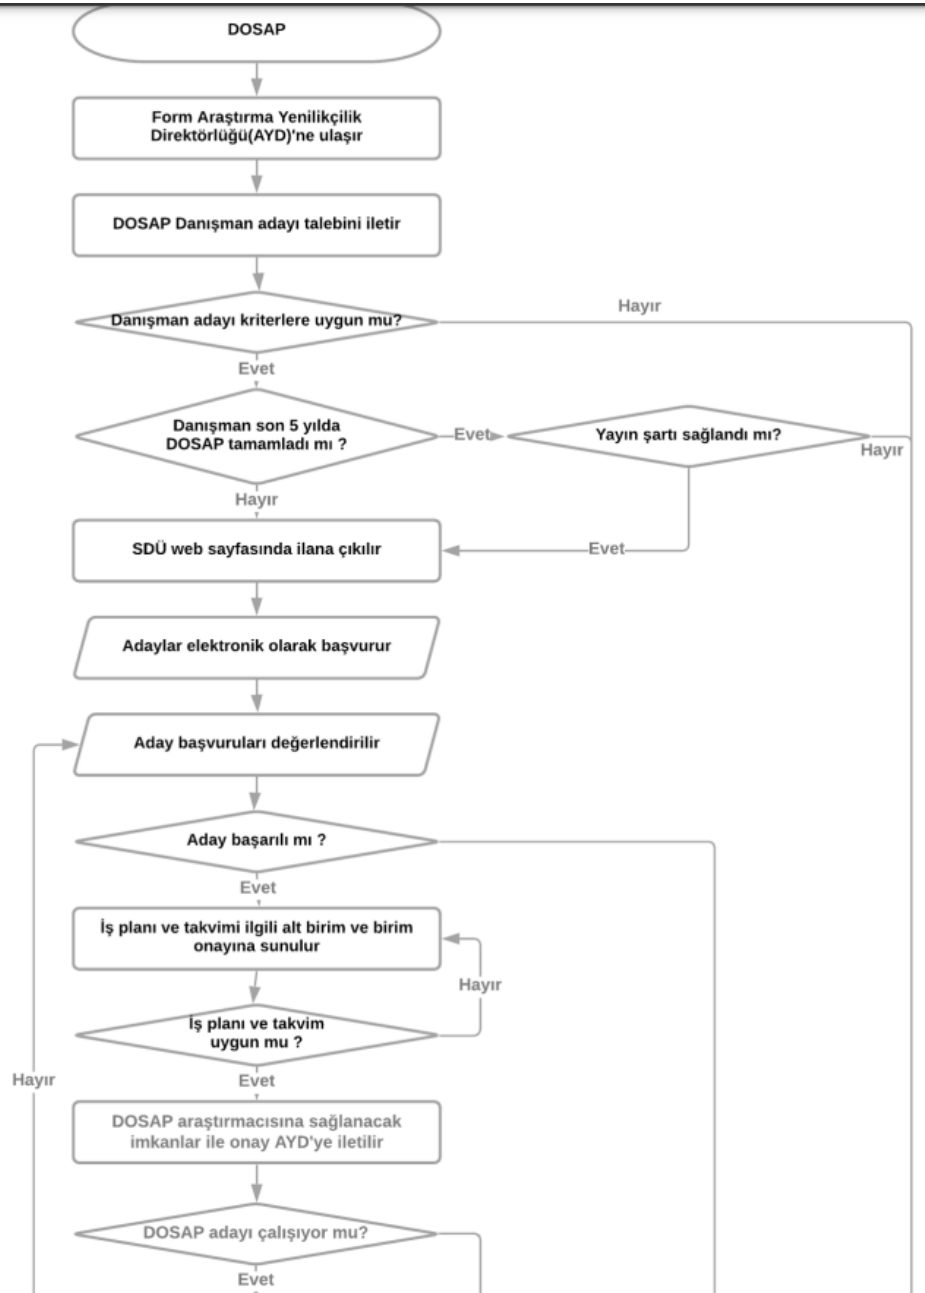 DOSAP
Form Araştırma Yenilikçilik
Direktörlüğü(AYD)'ne ulaşır
DOSAP Danışman adayı talebini iletir
Hayır
Danışman adayı kriterlere uygun mu?
Evet
Danışman son 5 yılda
DOSAP tamamladı mı ?
Evet
Yayın şartı sağlandı mı?
Hayır
Hayır
SDÜ web sayfasında ilana çıkılır
Evet
Adaylar elektronik olarak başvurur
Aday başvuruları değerlendirilir
Aday başarılı mı ?
Evet
İş planı ve takvimi ilgili alt birim ve birim
onayına sunulur
Hayır
İş planı ve takvim
uygun mu ?
Hayır
Evet
DOSAP araştırmacısına sağlanacak
imkanlar ile onay AYD'ye iletilir
DOSAP adayı çalışıyor mu?
Evet